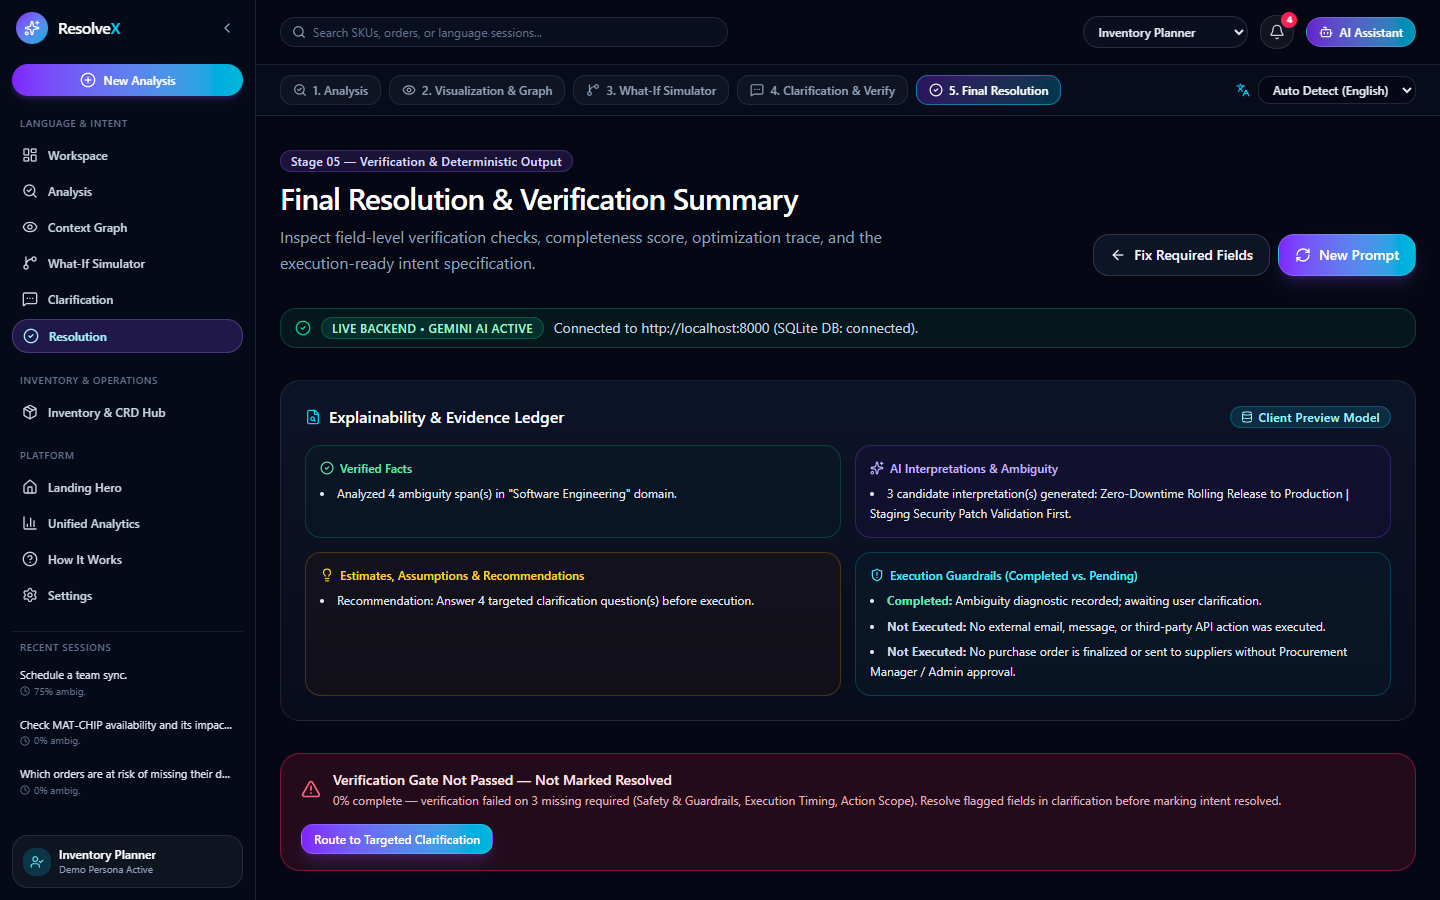 ResolveX
New Analysis
LANGUAGE & INTENT
Workspace
Analysis
Context Graph
What-If Simulator
Clarification
Resolution
INVENTORY & OPERATIONS
Inventory & CRD Hub
PLATFORM
Landing Hero
Unified Analytics
How It Works
Settings
RECENT SESSIONS
Schedule a team sync.
75% ambig.
Check MAT-CHIP availability and its impac...
0% ambig.
Which orders are at risk of missing their d...
0% ambig.
Inventory Planner
Demo Persona Active
Search SKUs, orders, or language sessions...
Inventory Planner
4
AI Assistant
1. Analysis
2. Visualization & Graph
3. What-If Simulator
4. Clarification & Verify
5. Final Resolution
Auto Detect (English)
Stage 05 — Verification & Deterministic Output
Final Resolution & Verification Summary
Inspect field-level verification checks, completeness score, optimization trace, and the
execution-ready intent specification.
Fix Required Fields
New Prompt
LIVE BACKEND • GEMINI AI ACTIVE
Connected to http://localhost:8000 (SQLite DB: connected).
Explainability & Evidence Ledger
Client Preview Model
Verified Facts
• Analyzed 4 ambiguity span(s) in "Software Engineering" domain.
AI Interpretations & Ambiguity
• 3 candidate interpretation(s) generated: Zero-Downtime Rolling Release to Production |
Staging Security Patch Validation First.
Estimates, Assumptions & Recommendations
• Recommendation: Answer 4 targeted clarification question(s) before execution.
Execution Guardrails (Completed vs. Pending)
• Completed: Ambiguity diagnostic recorded; awaiting user clarification.
• Not Executed: No external email, message, or third-party API action was executed.
• Not Executed: No purchase order is finalized or sent to suppliers without Procurement
Manager / Admin approval.
Verification Gate Not Passed — Not Marked Resolved
0% complete — verification failed on 3 missing required (Safety & Guardrails, Execution Timing, Action Scope). Resolve flagged fields in clarification before marking intent resolved.
Route to Targeted Clarification